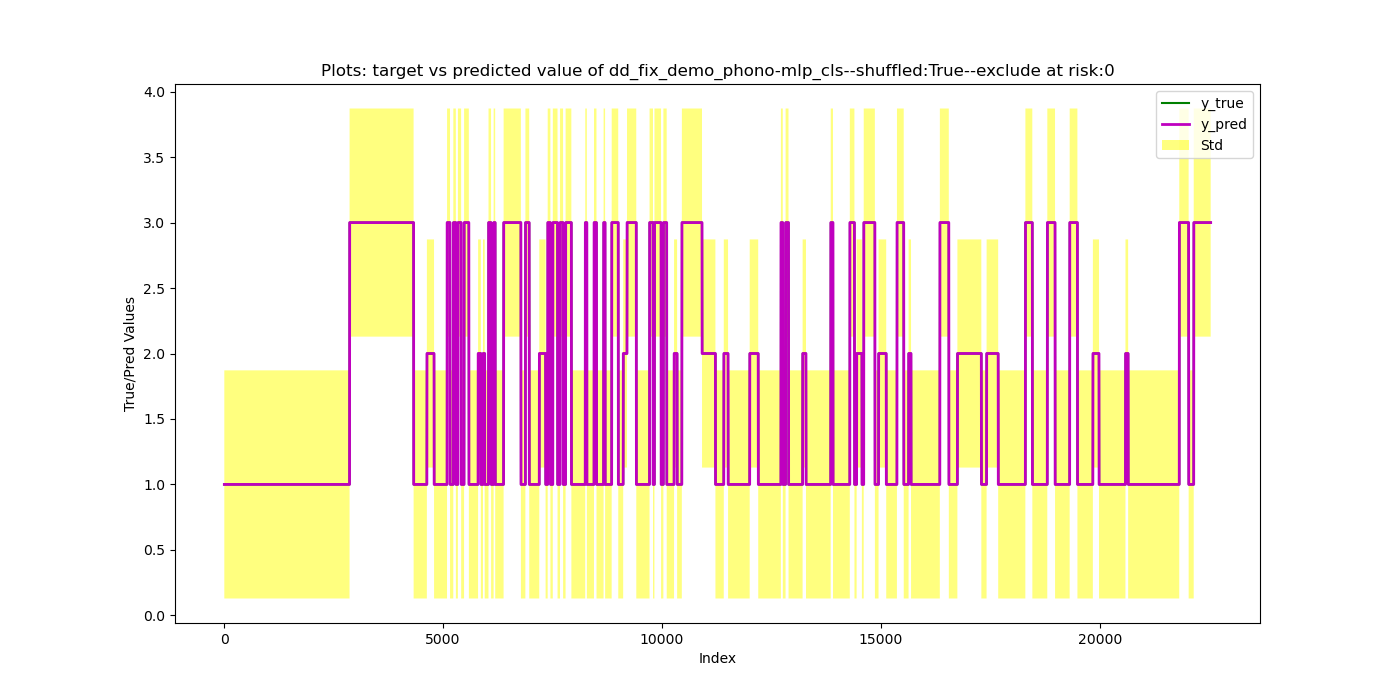 Plots: target vs predicted value of dd_fix_demo_phono-mlp_cls--shuffled:True--exclude at risk:0
y_true
y_pred
Std
True/Pred Values
4.0
3.5
3.0
2.5
2.0
1.5
1.0
0.5
0.0
0
5000
10000
15000
20000
Index